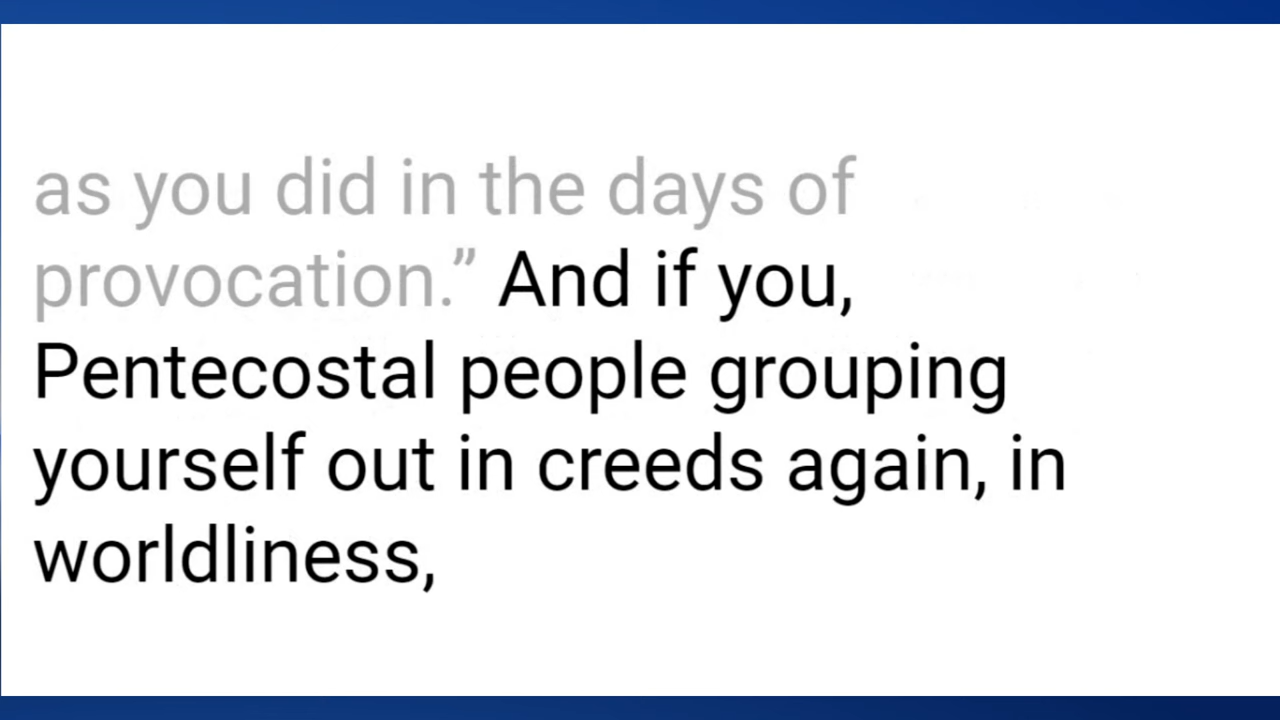 as you did in the days of
provocation.” And if you,
Pentecostal people grouping
yourself out in creeds again, in
worldliness,